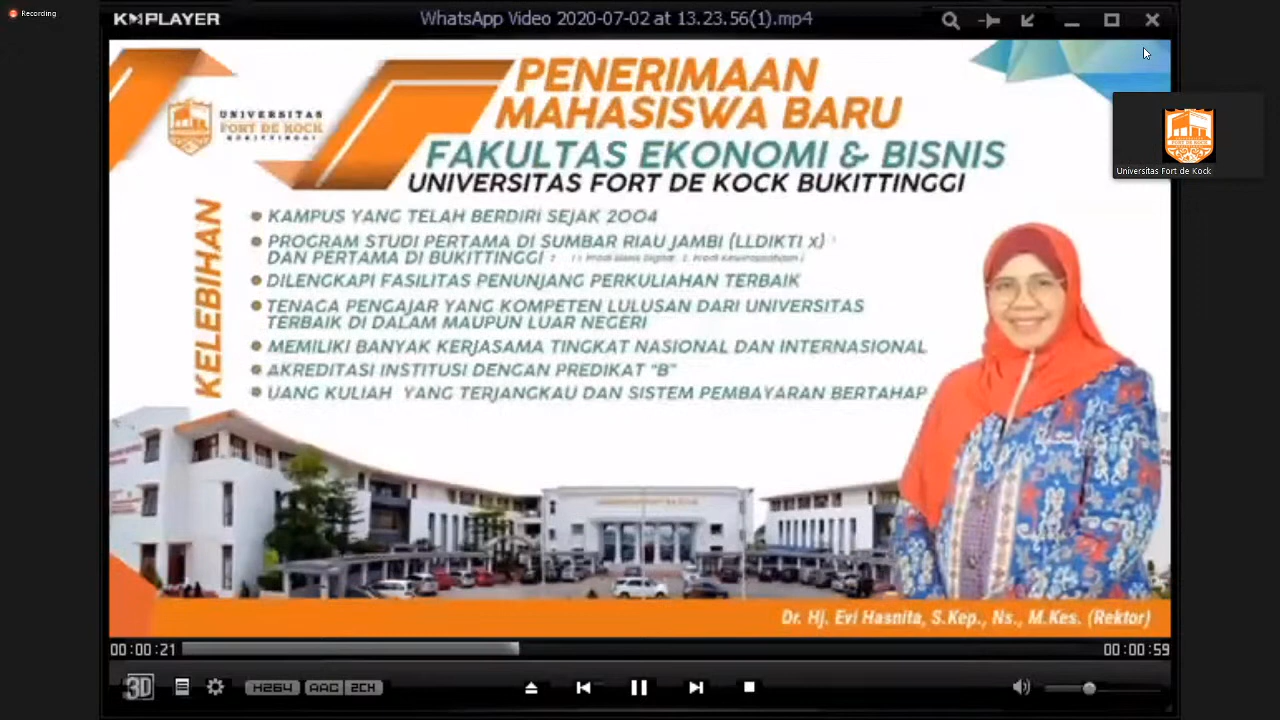 Recording
KMPLAYER
WhatsApp Video 2020-07-02 at 13.23.56(1).mp4
PENERIMAAN
MAHASISWA BARU
UNIVERSITAS
FORT DE KOCK
BUKITTINGGI
FAKULTAS EKONOMI & BISNIS
UNIVERSITAS FORT DE KOCK BUKITTINGGI
Universitas Fort de Kock
KELEBIHAN
KAMPUS YANG TELAH BERDIRI SEJAK 2004
PROGRAM STUDI PERTAMA DI SUMBAR RIAU JAMBI (LLDIKTI X)
DAN PERTAMA DI BUKITTINGGI :
DILENGKAPI FASILITAS PENUNJANG PERKULIAHAN TERBAIK
TENAGA PENGAJAR YANG KOMPETEN LULUSAN DARI UNIVERSITAS
TERBAIK DI DALAM MAUPUN LUAR NEGERI
MEMILIKI BANYAK KERJASAMA TINGKAT NASIONAL DAN INTERNASIONAL
AKREDITASI INSTITUSI DENGAN PREDIKAT "B"
UANG KULIAH YANG TERJANGKAU DAN SISTEM PEMBAYARAN BERTAHAP
Dr. Hj. Evi Hasnita, S.Kep., Ns., M.Kes. (Rektor)
00:00:21
00:00:59
3D
H264
AAC
2CH